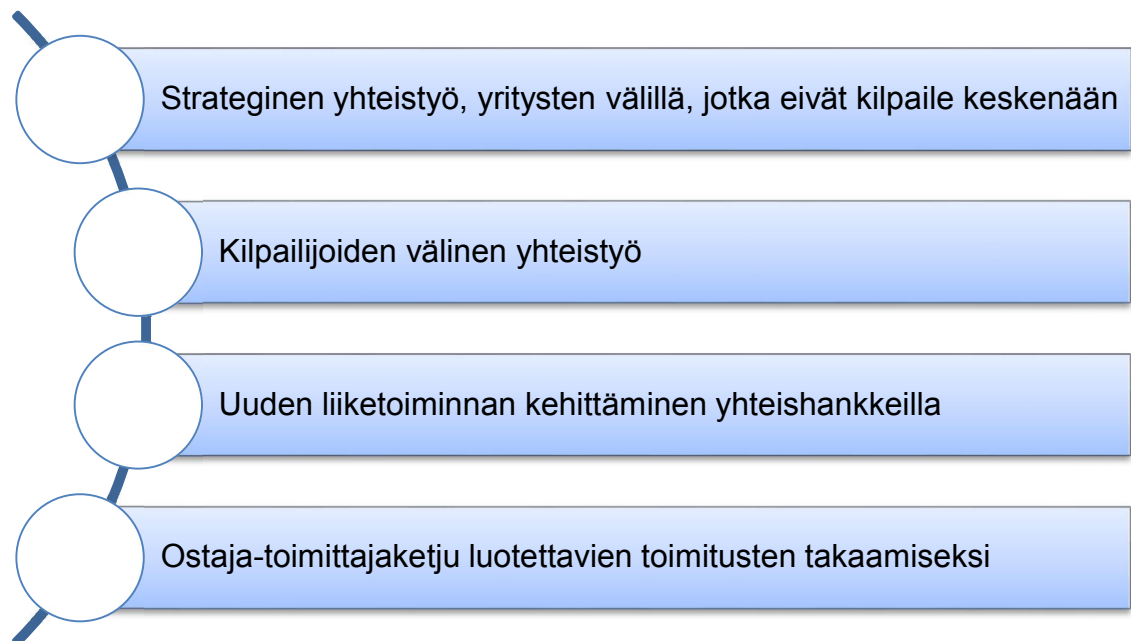 Strateginen yhteistyö, yritysten välillä, jotka eivät kilpaile keskenään
Kilpailijoiden välinen yhteistyö
Uuden liiketoiminnan kehittäminen yhteishankkeilla
Ostaja-toimittajaketju luotettavien toimitusten takaamiseksi